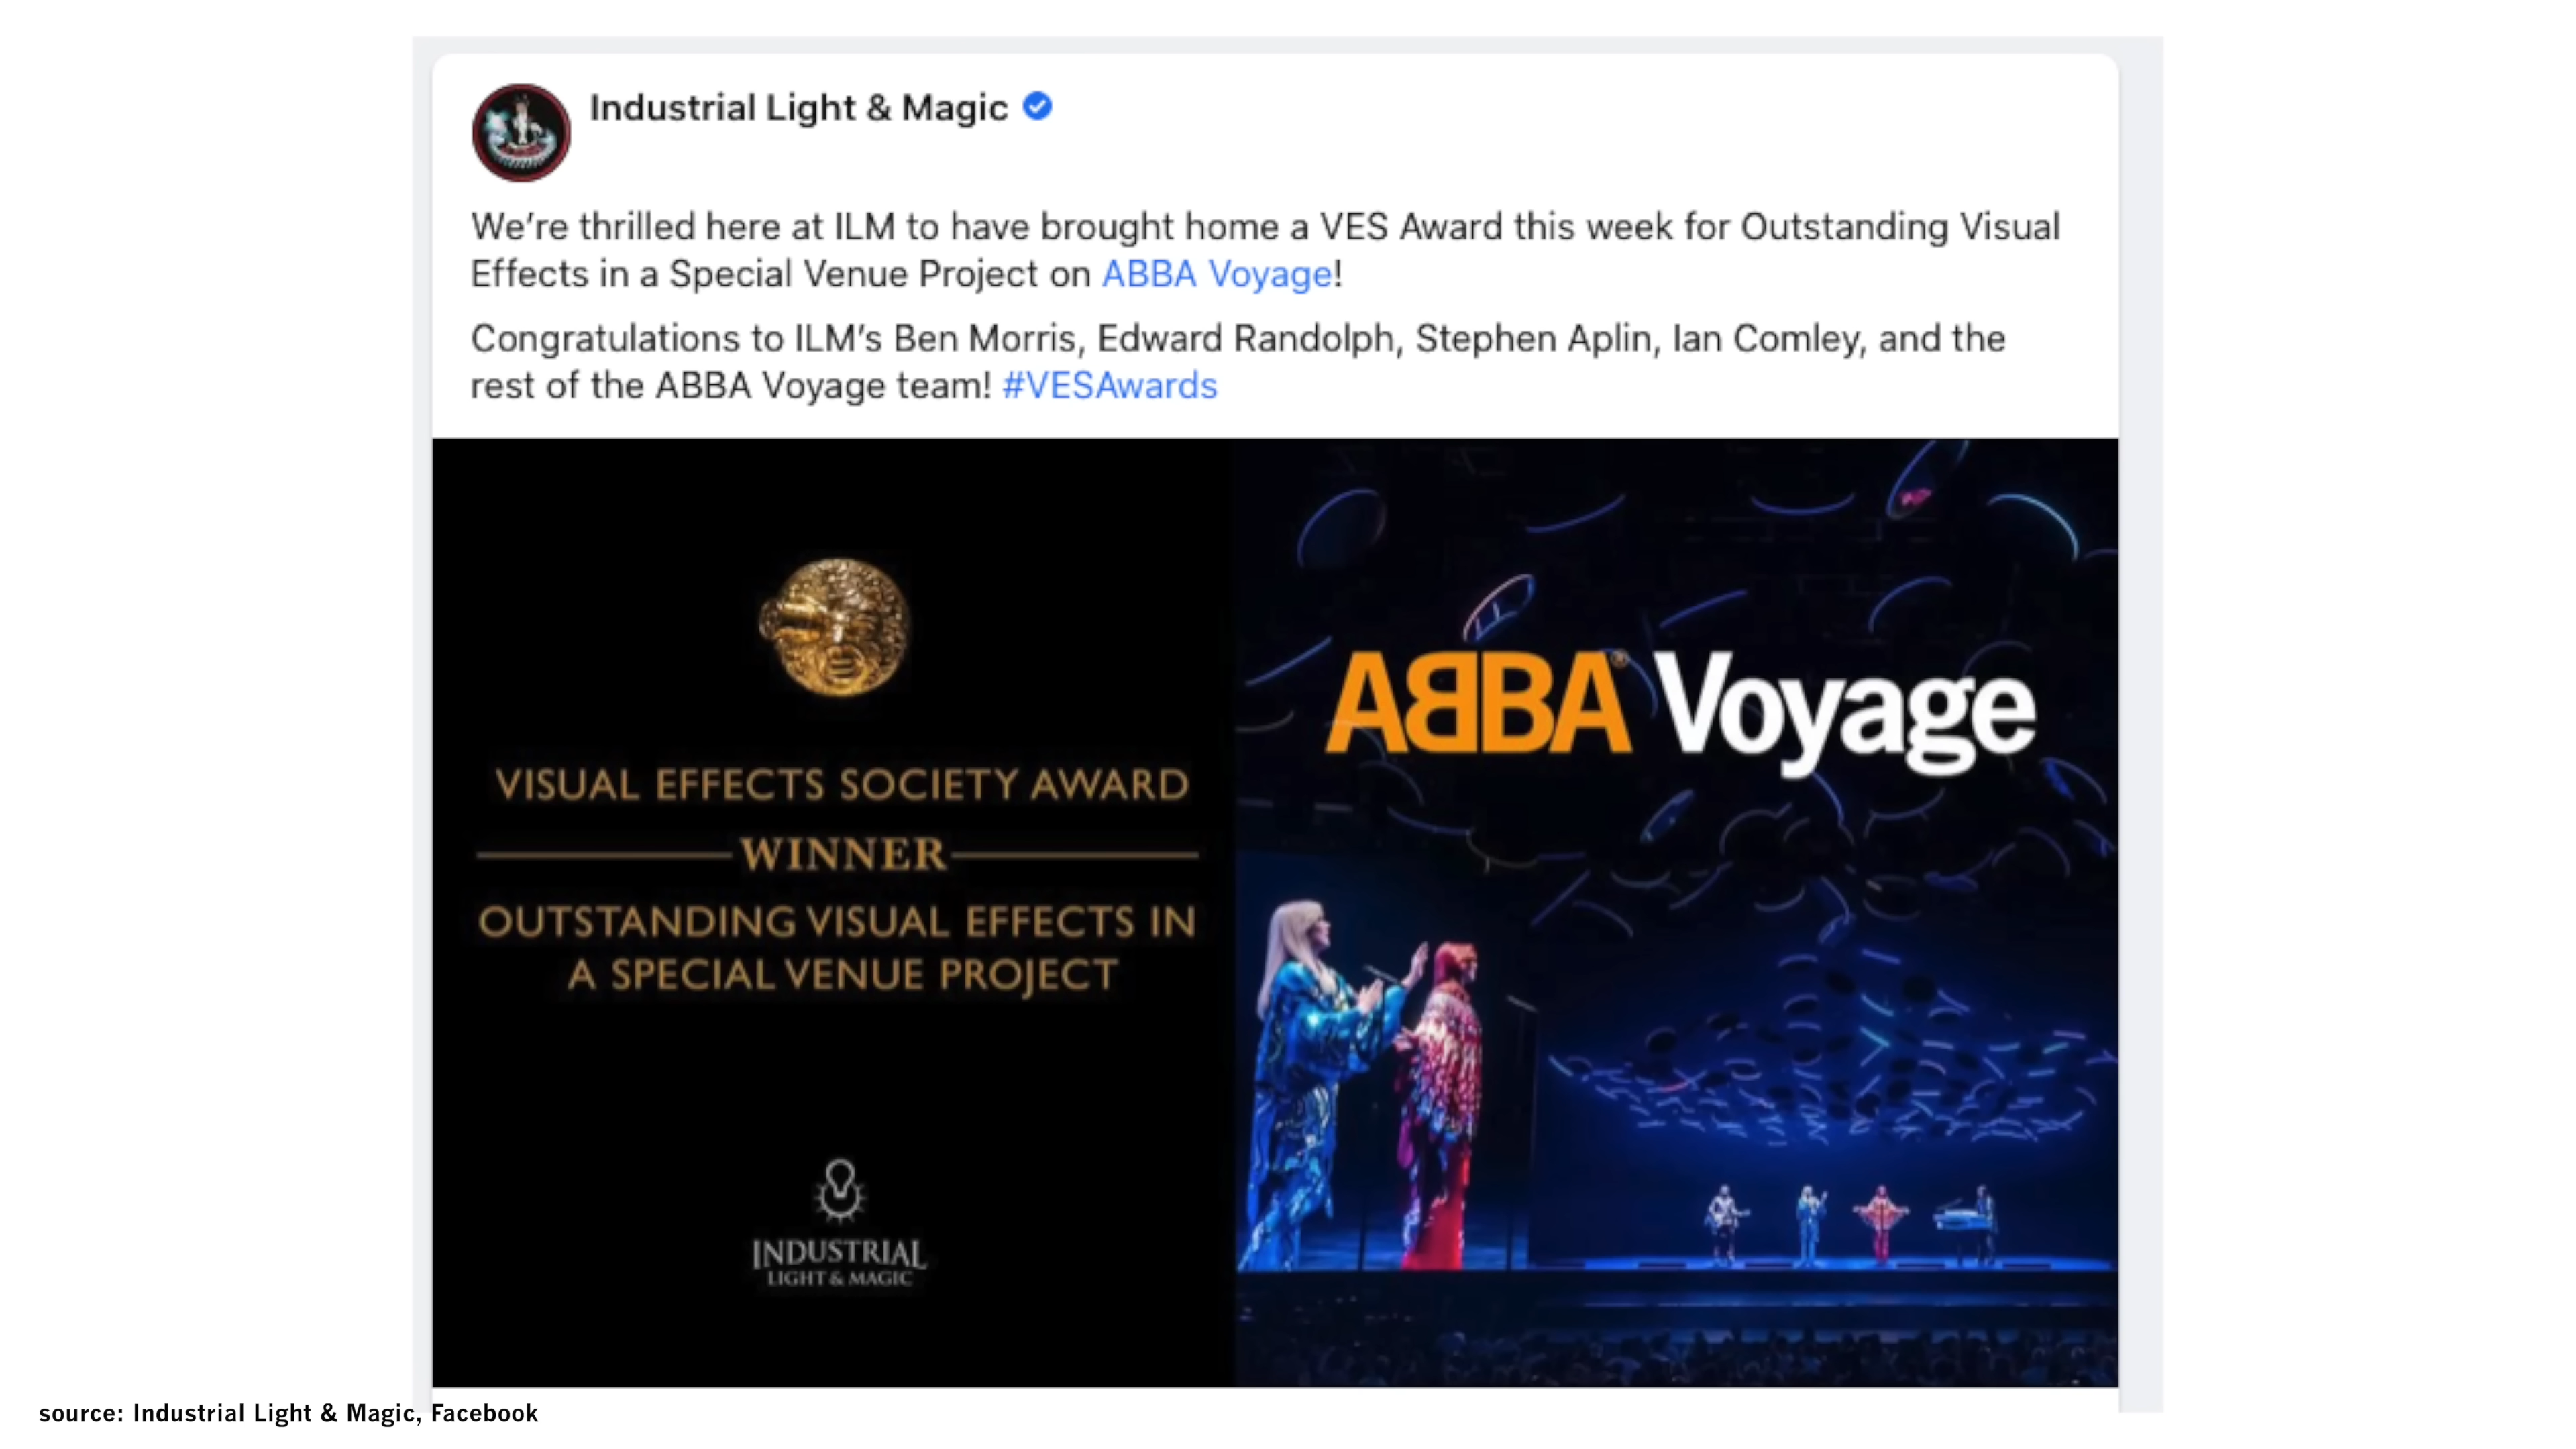 Industrial Light & Magic
We're thrilled here at ILM to have brought home a VES Award this week for Outstanding Visual
Effects in a Special Venue Project on ABBA Voyage!
Congratulations to ILM's Ben Morris, Edward Randolph, Stephen Aplin, Ian Comley, and the
rest of the ABBA Voyage team! #VESAwards
VISUAL EFFECTS SOCIETY AWARD
WINNER
OUTSTANDING VISUAL EFFECTS IN
A SPECIAL VENUE PROJECT
INDUSTRIAL
LIGHT & MAGIC
ABBA® Voyage
source: Industrial Light & Magic, Facebook